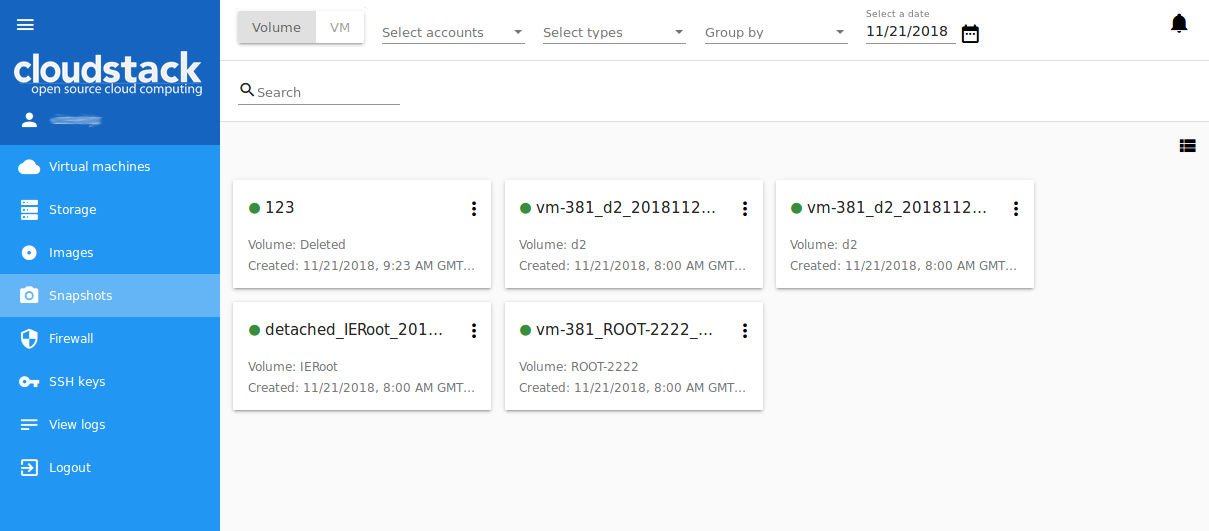 cloudstack
open source cloud computing
Virtual machines
Storage
Images
Snapshots
Firewall
SSH keys
View logs
Logout
Volume
VM
Select accounts
Select types
Group by
Select a date
11/21/2018
Search
123
Volume: Deleted
Created: 11/21/2018, 9:23 AM GMT...
vm-381_d2_2018112...
Volume: d2
Created: 11/21/2018, 8:00 AM GMT...
vm-381_d2_2018112...
Volume: d2
Created: 11/21/2018, 8:00 AM GMT...
detached_IERoot_201...
Volume: IERoot
Created: 11/21/2018, 8:00 AM GMT...
vm-381_ROOT-2222_...
Volume: ROOT-2222
Created: 11/21/2018, 8:00 AM GMT...